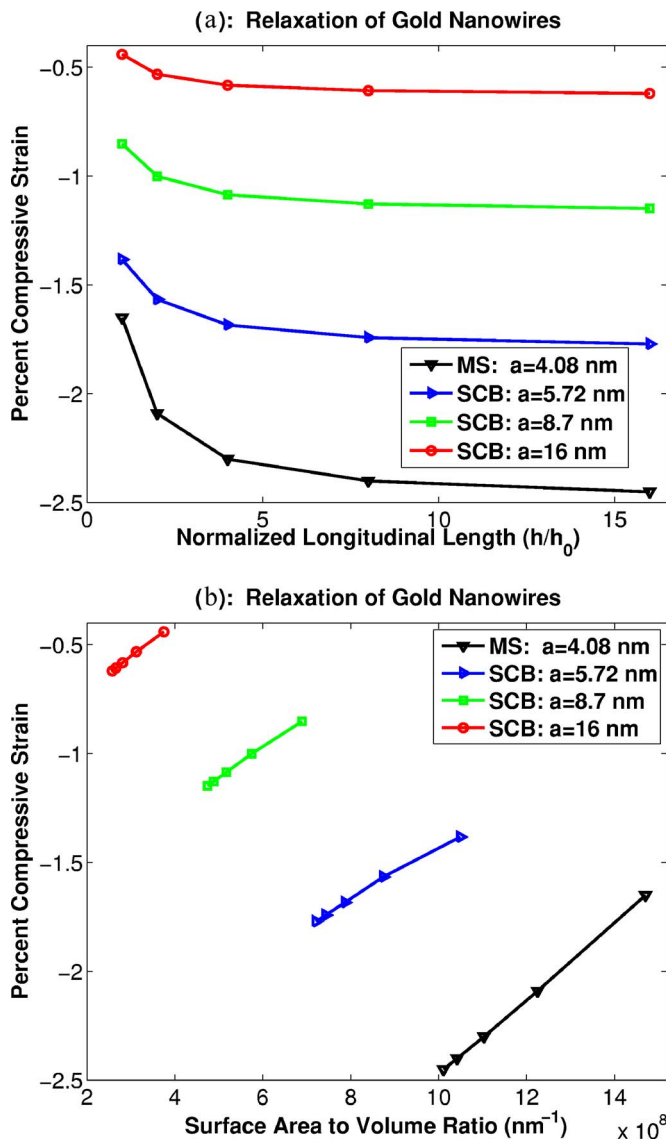 (a): Relaxation of Gold Nanowires
Percent Compressive Strain
−0.5
−1
−1.5
−2
−2.5
MS: a=4.08 nm
SCB: a=5.72 nm
SCB: a=8.7 nm
SCB: a=16 nm
0 5 10 15
Normalized Longitudinal Length (h/h₀)
(b): Relaxation of Gold Nanowires
Percent Compressive Strain
−0.5
−1
−1.5
−2
−2.5
MS: a=4.08 nm
SCB: a=5.72 nm
SCB: a=8.7 nm
SCB: a=16 nm
2 4 6 8 10 12 14
Surface Area to Volume Ratio (nm⁻¹)
x 10⁸